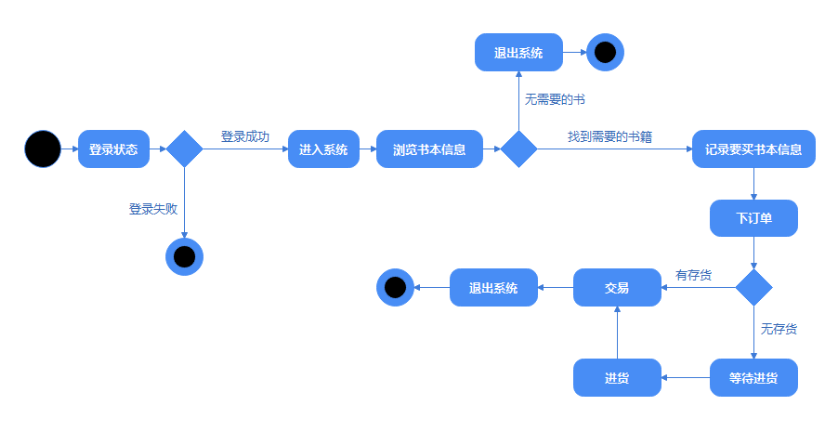 退出系统
无需要的书
登录状态
登录成功
进入系统
浏览书本信息
找到需要的书籍
记录要买书本信息
登录失败
下订单
退出系统
交易
有存货
无存货
进货
等待进货